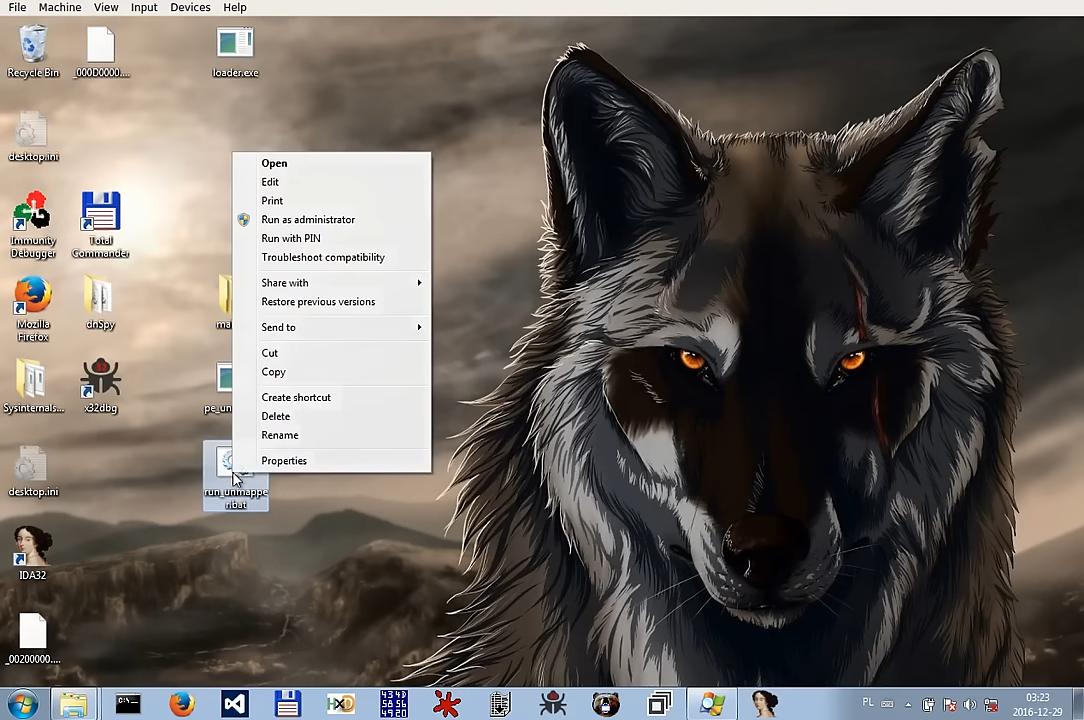 File Machine View Input Devices Help
Recycle Bin
_000D0000....
loader.exe
desktop.ini
Immunity
Debugger
Total
Commander
Mozilla
Firefox
dnSpy
Sysinternals...
x32dbg
pe_un
run_unmappe
r.bat
desktop.ini
IDA32
_00200000....
Open
Edit
Print
Run as administrator
Run with PIN
Troubleshoot compatibility
Share with
Restore previous versions
Send to
Cut
Copy
Create shortcut
Delete
Rename
Properties
C:\_
PL
03:23
2016-12-29